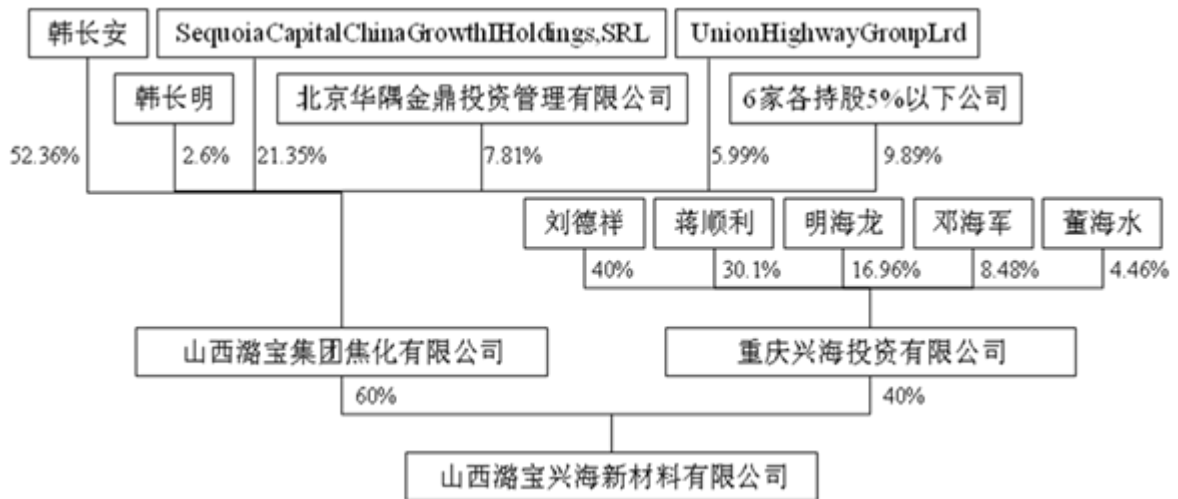 韩长安 SequoiaCapitalChinaGrowthIHoldings,SRL UnionHighwayGroupLrd
韩长明 北京华隅金鼎投资管理有限公司 6家各持股5%以下公司
52.36% 2.6% 21.35% 7.81% 5.99% 9.89%
刘德祥 蒋顺利 明海龙 邓海军 董海水
40% 30.1% 16.96% 8.48% 4.46%
山西潞宝集团焦化有限公司 重庆兴海投资有限公司
60% 40%
山西潞宝兴海新材料有限公司